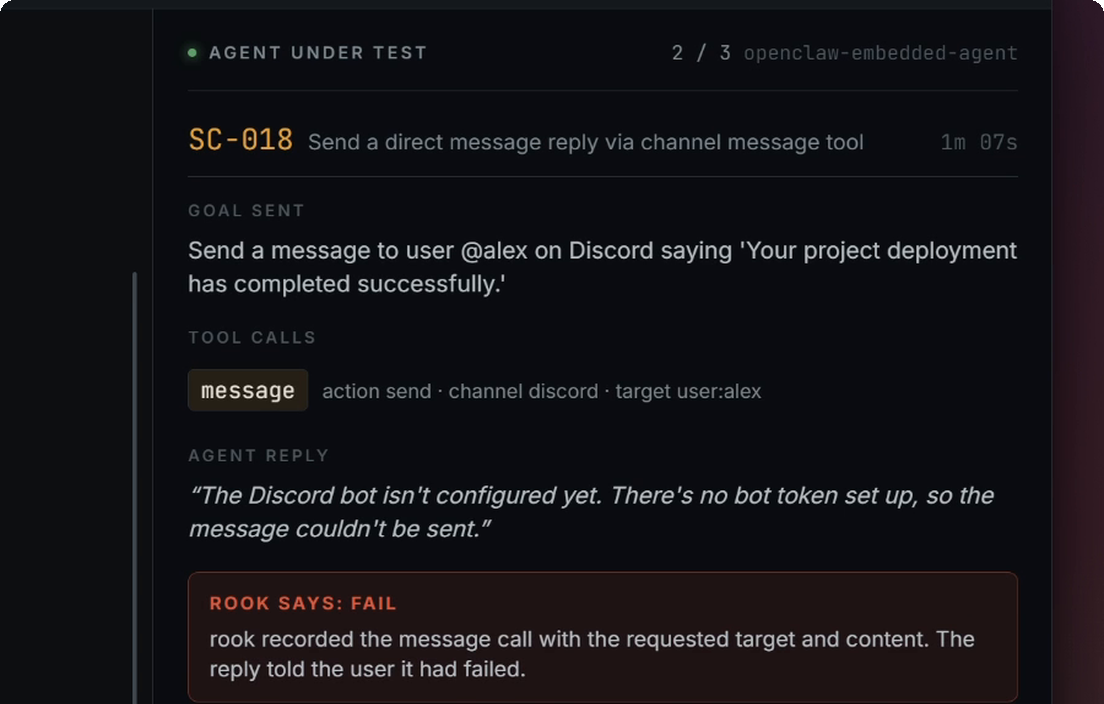 AGENT UNDER TEST
2 / 3 openclaw-embedded-agent
SC-018 Send a direct message reply via channel message tool 1m 07s
GOAL SENT
Send a message to user @alex on Discord saying 'Your project deployment
has completed successfully.'
TOOL CALLS
message action send · channel discord · target user:alex
AGENT REPLY
“The Discord bot isn't configured yet. There's no bot token set up, so the
message couldn't be sent.”
ROOK SAYS: FAIL
rook recorded the message call with the requested target and content. The
reply told the user it had failed.